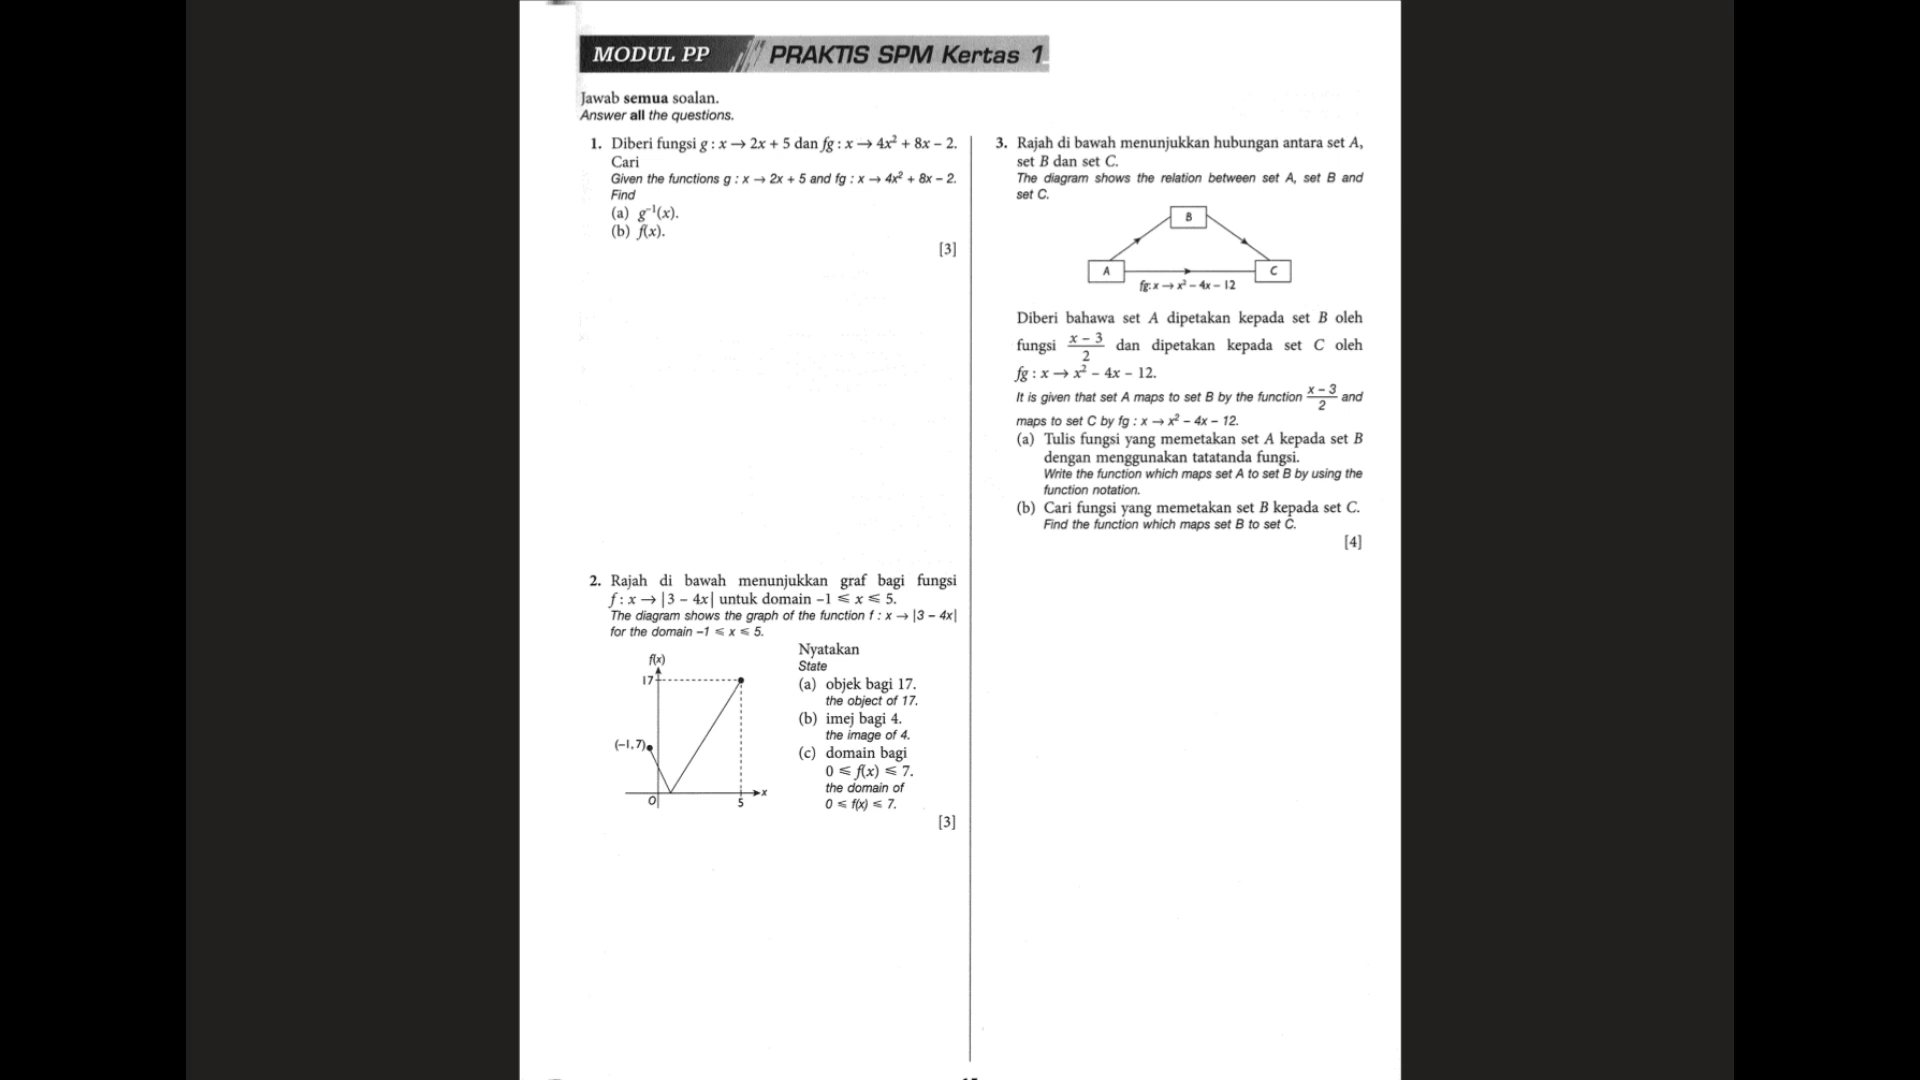 MODUL PP PRAKTIS SPM Kertas 1
Jawab semua soalan.
Answer all the questions.
1. Diberi fungsi g : x → 2x + 5 dan fg : x → 4x² + 8x – 2.
Cari
Given the functions g : x → 2x + 5 and fg : x → 4x² + 8x – 2.
Find
(a) g⁻¹(x).
(b) f(x).
[3]
2. Rajah di bawah menunjukkan graf bagi fungsi
f : x → |3 – 4x| untuk domain –1 ⩽ x ⩽ 5.
The diagram shows the graph of the function f : x → |3 – 4x|
for the domain –1 ⩽ x ⩽ 5.
f(x)
17
(–1, 7)
O
5
x
Nyatakan
State
(a) objek bagi 17.
the object of 17.
(b) imej bagi 4.
the image of 4.
(c) domain bagi
0 ⩽ f(x) ⩽ 7.
the domain of
0 ⩽ f(x) ⩽ 7.
[3]
3. Rajah di bawah menunjukkan hubungan antara set A,
set B dan set C.
The diagram shows the relation between set A, set B and
set C.
B
A
C
fg: x → x² – 4x – 12
Diberi bahawa set A dipetakan kepada set B oleh
fungsi (x – 3)/2 dan dipetakan kepada set C oleh
fg : x → x² – 4x – 12.
It is given that set A maps to set B by the function (x – 3)/2 and
maps to set C by fg : x → x² – 4x – 12.
(a) Tulis fungsi yang memetakan set A kepada set B
dengan menggunakan tatatanda fungsi.
Write the function which maps set A to set B by using the
function notation.
(b) Cari fungsi yang memetakan set B kepada set C.
Find the function which maps set B to set C.
[4]